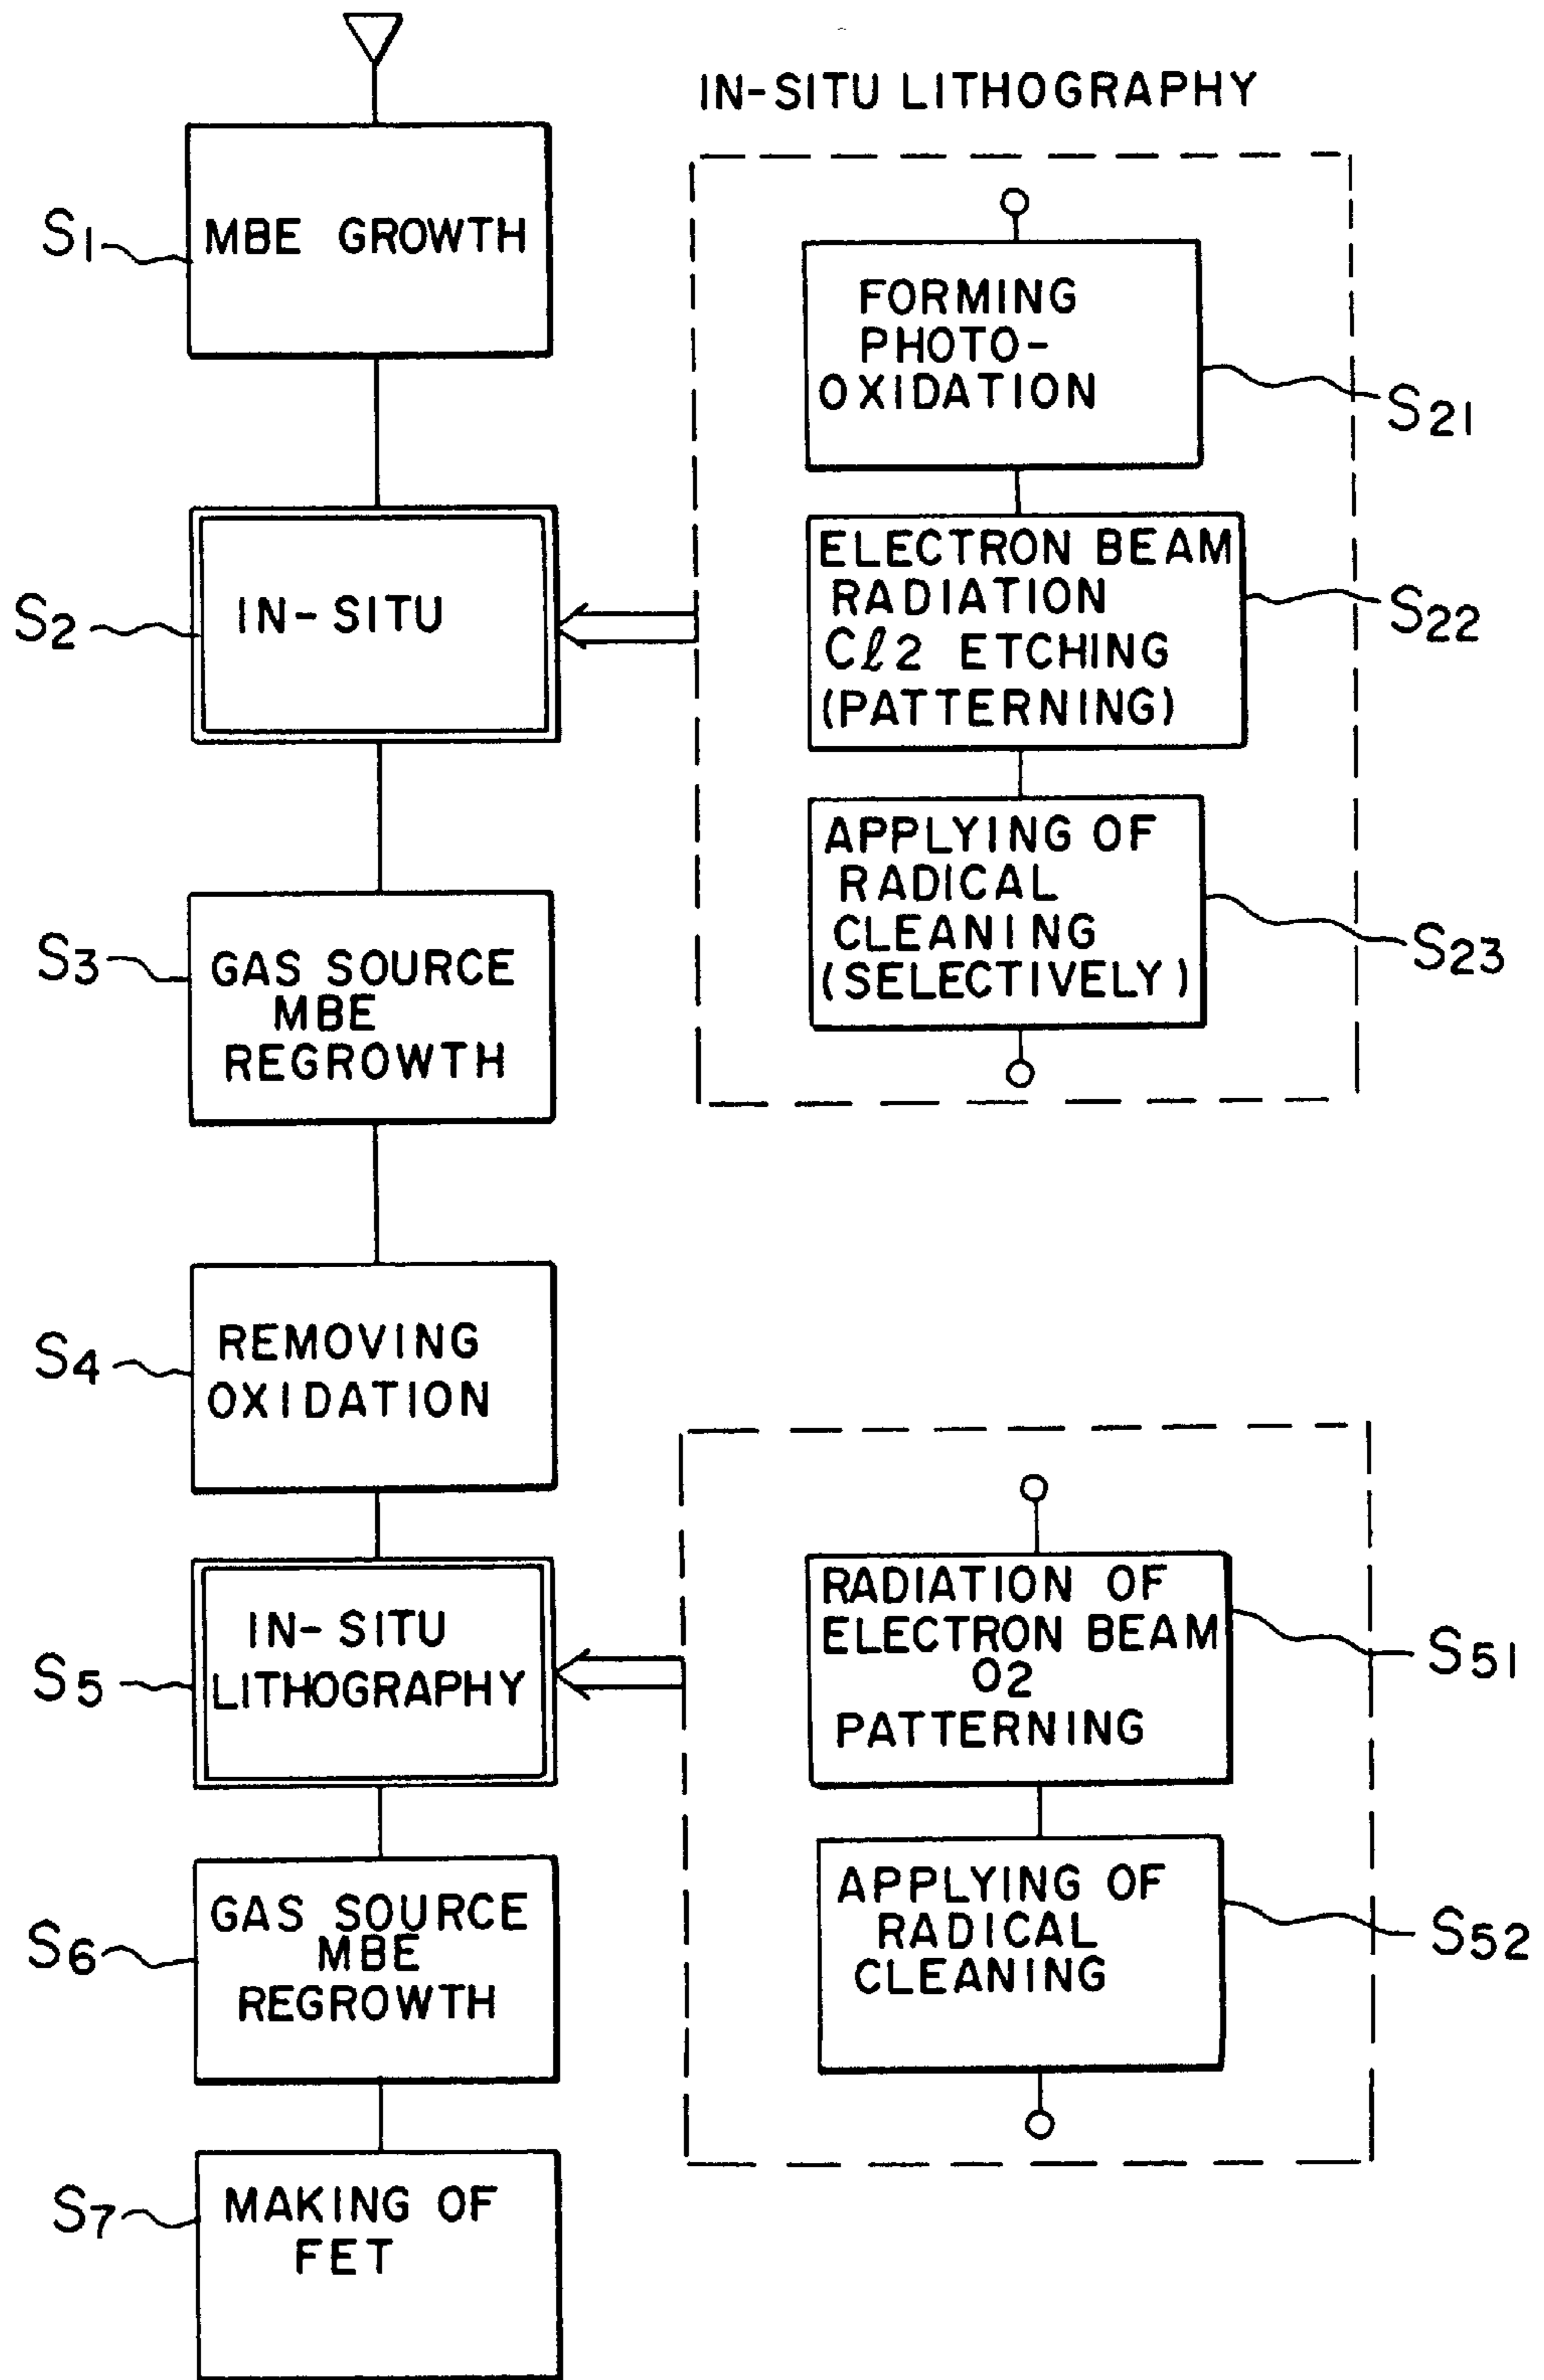 S1
MBE GROWTH
S2
IN-SITU
S3
GAS SOURCE
MBE
REGROWTH
S4
REMOVING
OXIDATION
S5
IN-SITU
LITHOGRAPHY
S6
GAS SOURCE
MBE
REGROWTH
S7
MAKING OF
FET
IN-SITU LITHOGRAPHY
FORMING
PHOTO-
OXIDATION
S21
ELECTRON BEAM
RADIATION
Cℓ2 ETCHING
(PATTERNING)
S22
APPLYING OF
RADICAL
CLEANING
(SELECTIVELY)
S23
RADIATION OF
ELECTRON BEAM
O2
PATTERNING
S51
APPLYING OF
RADICAL
CLEANING
S52